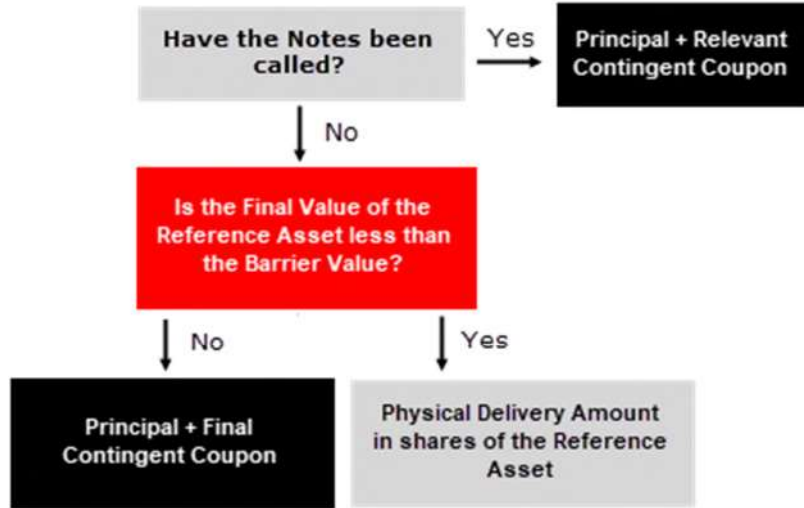 Have the Notes been
called?
Yes
Principal + Relevant
Contingent Coupon
No
Is the Final Value of the
Reference Asset less than
the Barrier Value?
No
Yes
Principal + Final
Contingent Coupon
Physical Delivery Amount
in shares of the Reference
Asset